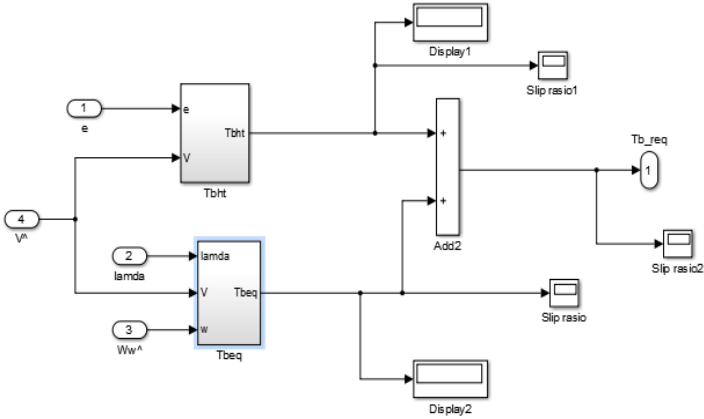 Display1
Slip rasio1
1
e
e
Tbht
V
Tbht
+
+
Add2
Tb_req
1
4
V^
2
lamda
lamda
V
Tbeq
w
Tbeq
3
Ww^
Slip rasio2
Slip rasio
Display2